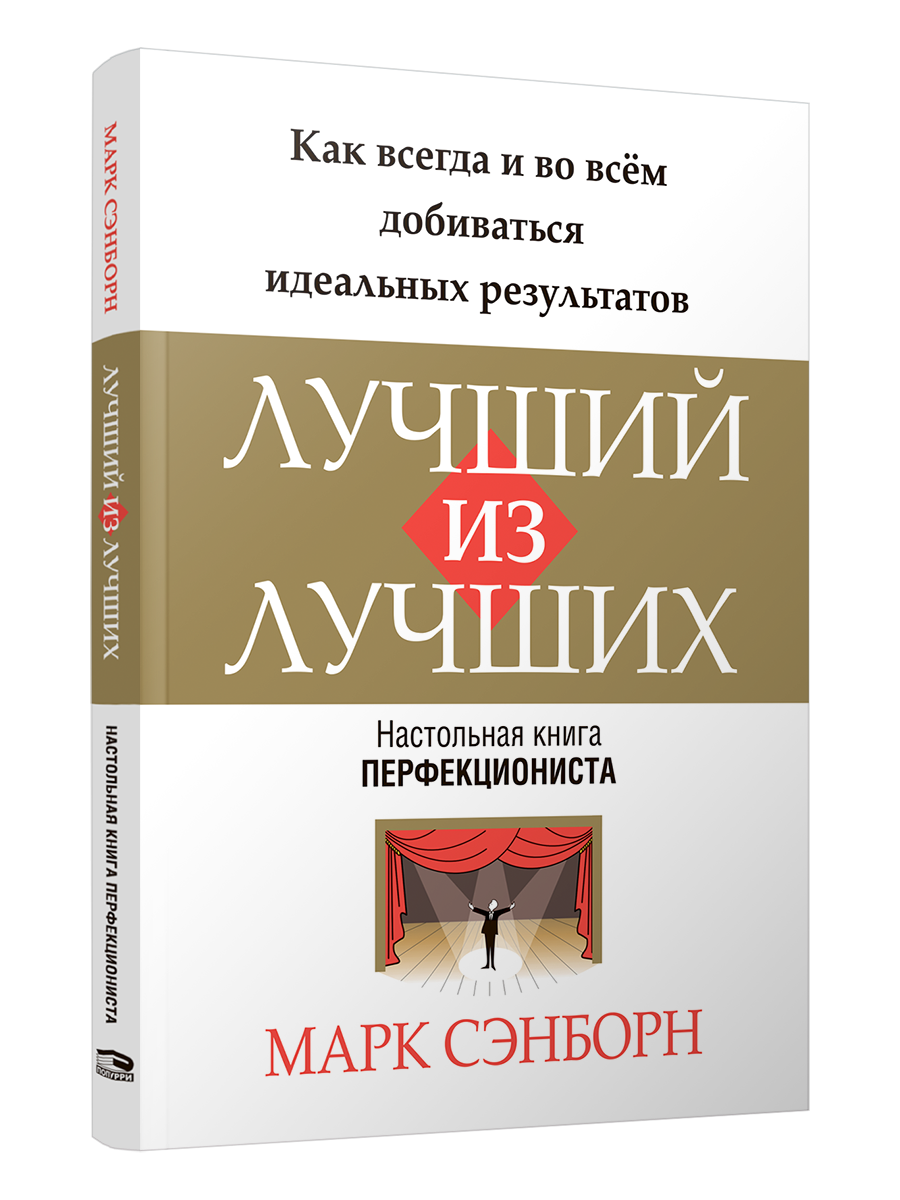 Как всегда и во всём
добиваться
идеальных результатов
ЛУЧШИЙ
ИЗ
ЛУЧШИХ
Настольная книга
ПЕРФЕКЦИОНИСТА
МАРК СЭНБОРН
МАРК СЭНБОРН
ЛУЧШИЙ ИЗ ЛУЧШИХ
НАСТОЛЬНАЯ КНИГА ПЕРФЕКЦИОНИСТА
ПОПУРРИ